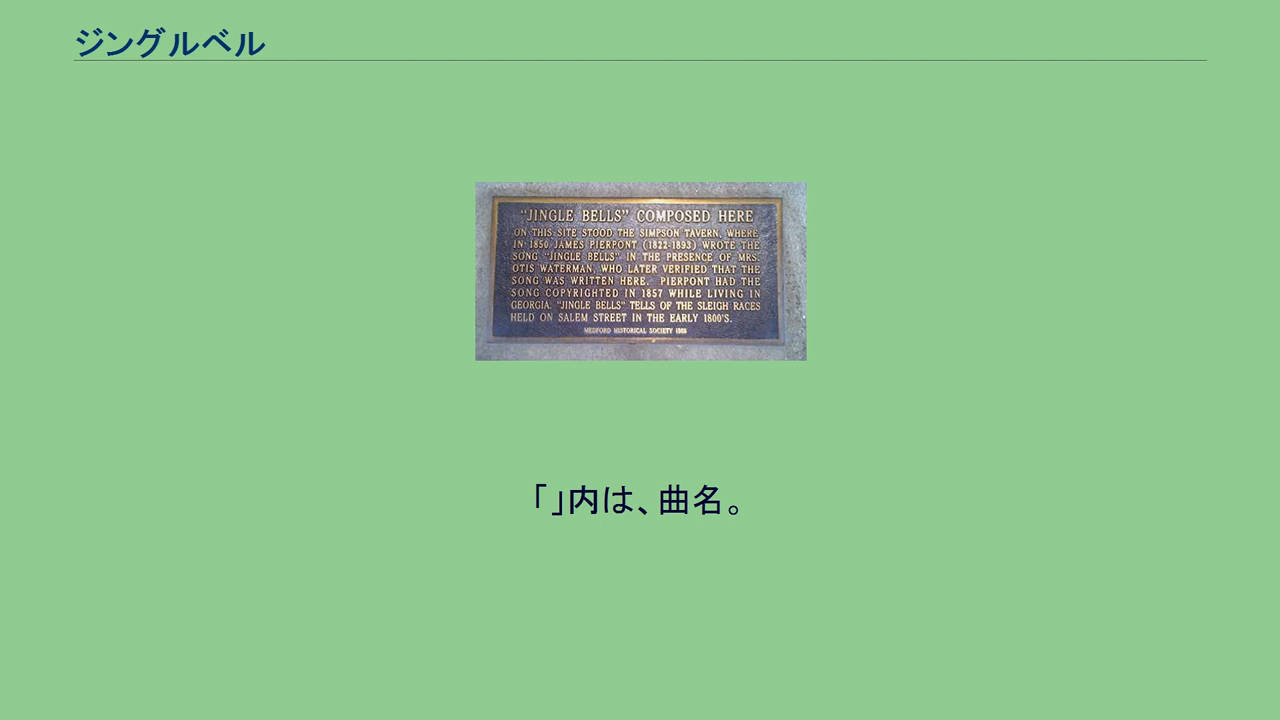 ジングルベル
"JINGLE BELLS" COMPOSED HERE
ON THIS SITE STOOD THE SIMPSON TAVERN, WHERE
IN 1850 JAMES PIERPONT (1822-1893) WROTE THE
SONG "JINGLE BELLS" IN THE PRESENCE OF MRS.
OTIS WATERMAN, WHO LATER VERIFIED THAT THE
SONG WAS WRITTEN HERE. PIERPONT HAD THE
SONG COPYRIGHTED IN 1857 WHILE LIVING IN
GEORGIA. "JINGLE BELLS" TELLS OF THE SLEIGH RACES
HELD ON SALEM STREET IN THE EARLY 1800'S.
MEDFORD HISTORICAL SOCIETY
「」内は、曲名。